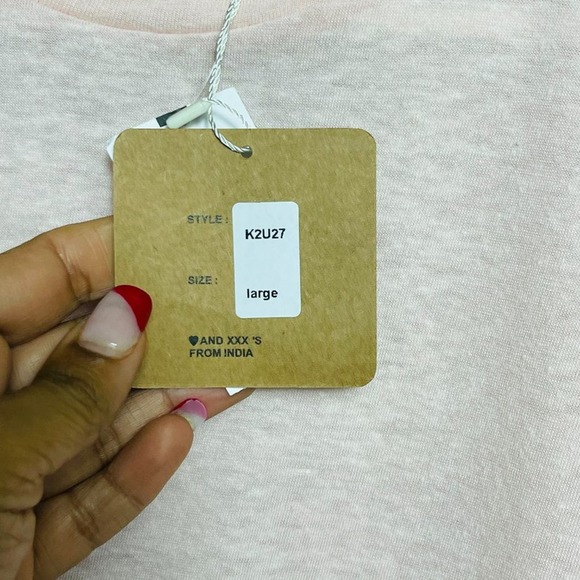 STYLE : K2U27
SIZE : large
♥AND XXX 'S
FROM INDIA